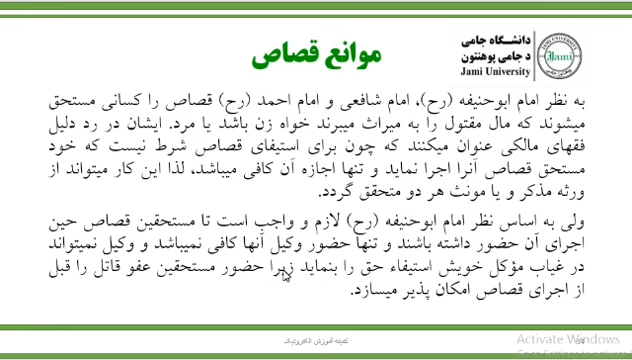 موانع قصاص
دانشگاه جامی
د جامی پوهنتون
Jami University
به نظر امام ابوحنیفه (رح)، امام شافعی و امام احمد (رح) قصاص را کسانی مستحق
میشوند که مال مقتول را به میراث میبرند خواه زن باشد یا مرد. ایشان در رد دلیل
فقهای مالکی عنوان میکنند که چون برای استیفای قصاص شرط نیست که خود
مستحق قصاص آنرا اجرا نماید و تنها اجازه آن کافی میباشد، لذا این کار میتواند از
ورثه مذکر و یا مونث هر دو متحقق گردد.
ولی به اساس نظر امام ابوحنیفه (رح) لازم و واجب است تا مستحقین قصاص حین
اجرای آن حضور داشته باشند و تنها حضور وکیل آنها کافی نمیباشد و وکیل نمیتواند
در غیاب مؤکل خویش استیفاء حق را بنماید زیرا حضور مستحقین عفو قاتل را قبل
از اجرای قصاص امکان پذیر میسازد.
کمیته آموزش الکترونیک
Activate Windows